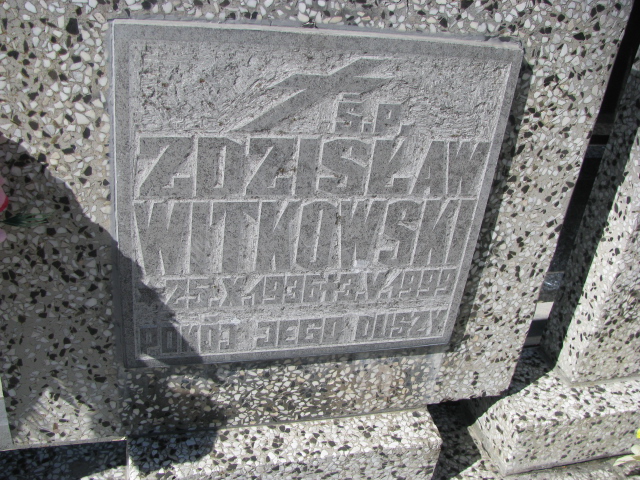 Ś.P.
ZDZISŁAW
WITKOWSKI
*25.X.1936 †3.V.1999
POKÓJ JEGO DUSZY